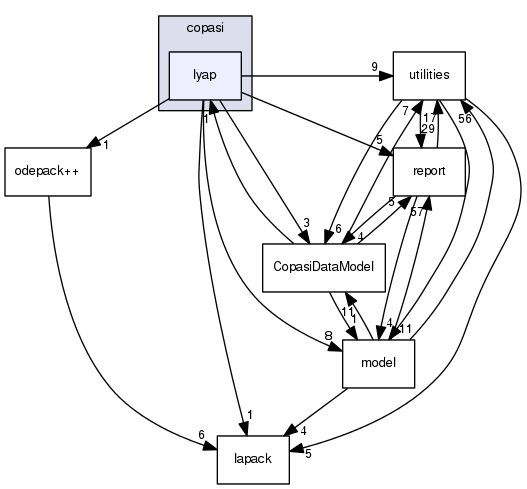 copasi
lyap
utilities
9
7
17
56
1
29
1
5
odepack++
report
5
57
3
6
4
CopasiDataModel
11
1
4
11
8
model
1
4
6
5
lapack